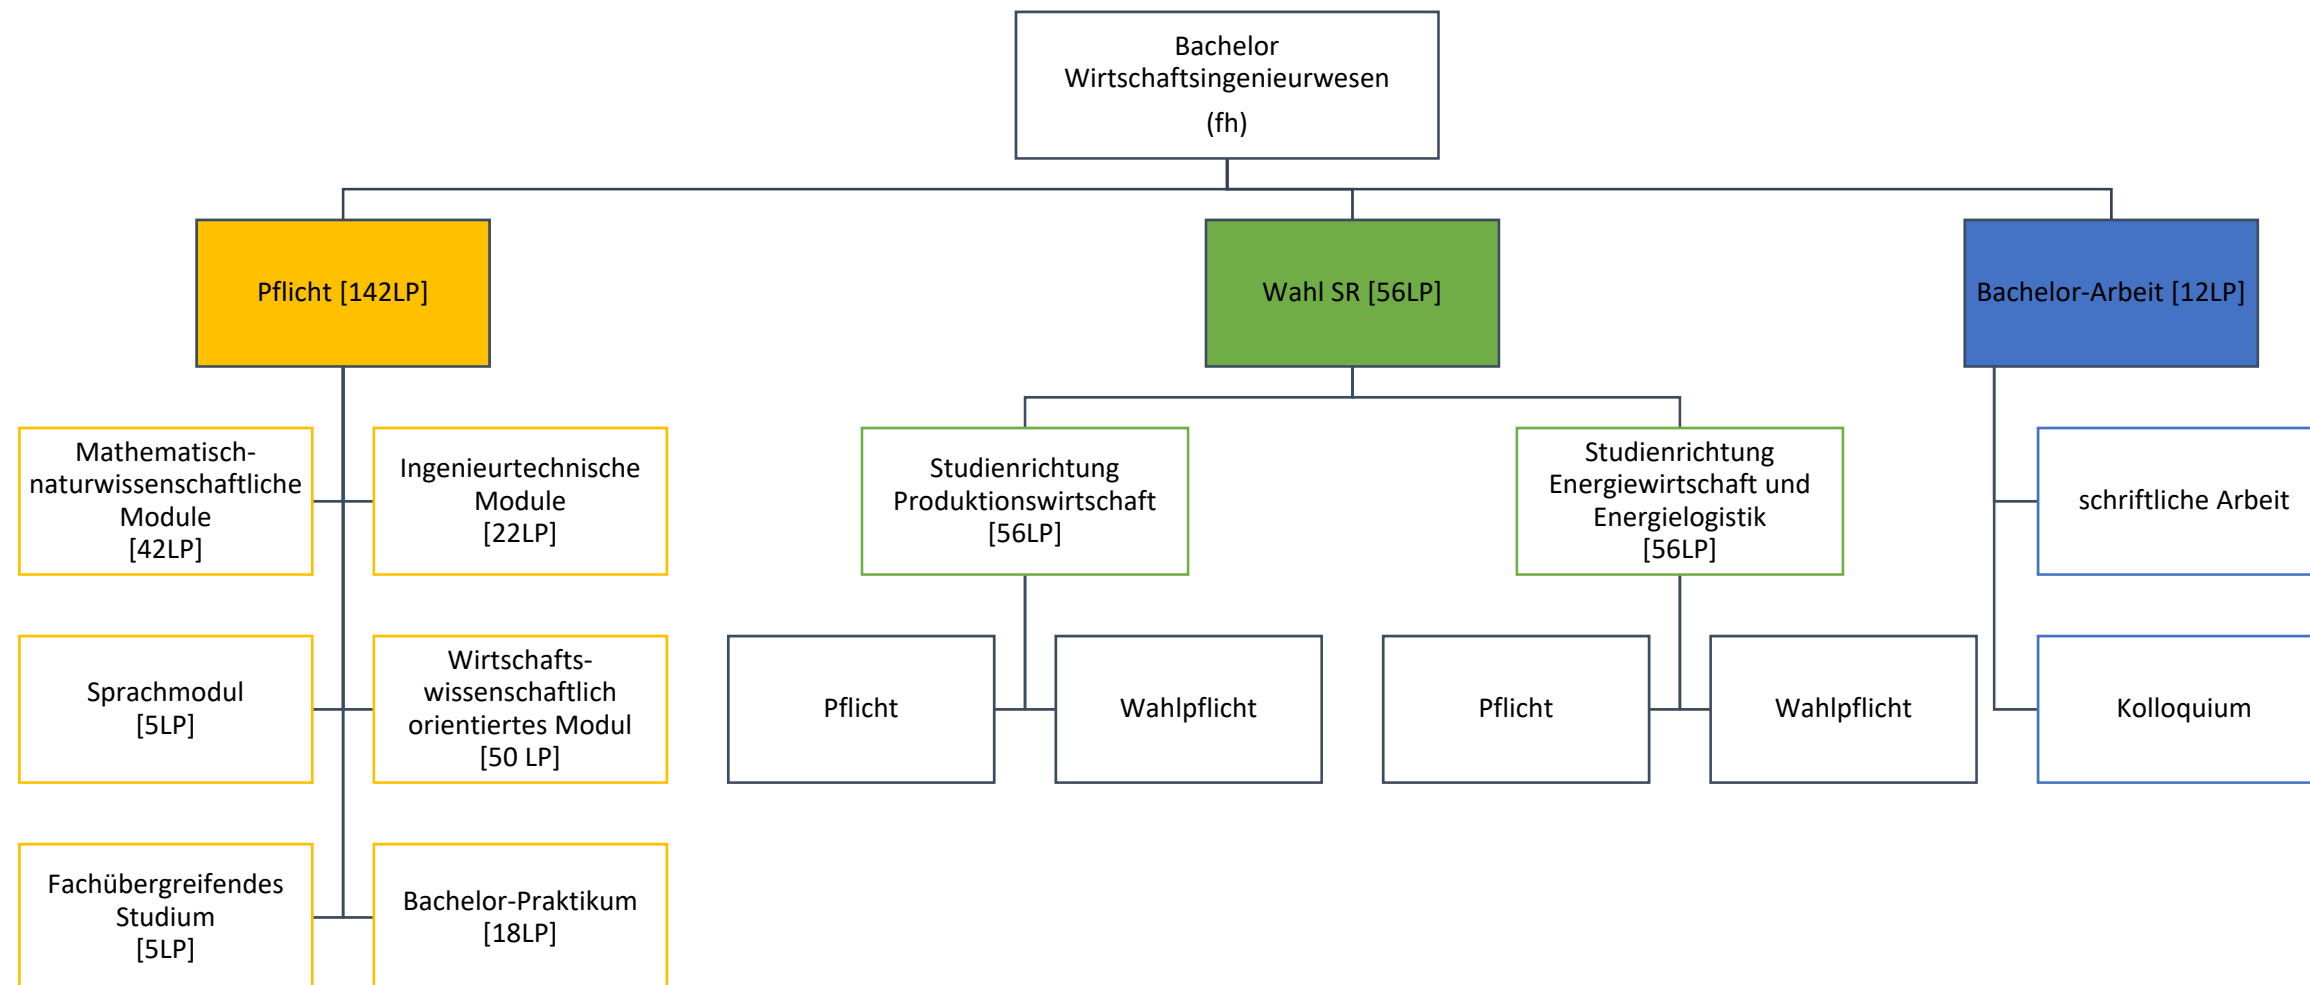 Bachelor
Wirtschaftsingenieurwesen
(fh)
Pflicht [142LP]
Wahl SR [56LP]
Bachelor-Arbeit [12LP]
Mathematisch-
naturwissenschaftliche
Module
[42LP]
Ingenieurtechnische
Module
[22LP]
Studienrichtung
Produktionswirtschaft
[56LP]
Studienrichtung
Energiewirtschaft und
Energielogistik
[56LP]
schriftliche Arbeit
Sprachmodul
[5LP]
Wirtschafts-
wissenschaftlich
orientiertes Modul
[50 LP]
Pflicht
Wahlpflicht
Pflicht
Wahlpflicht
Kolloquium
Fachübergreifendes
Studium
[5LP]
Bachelor-Praktikum
[18LP]